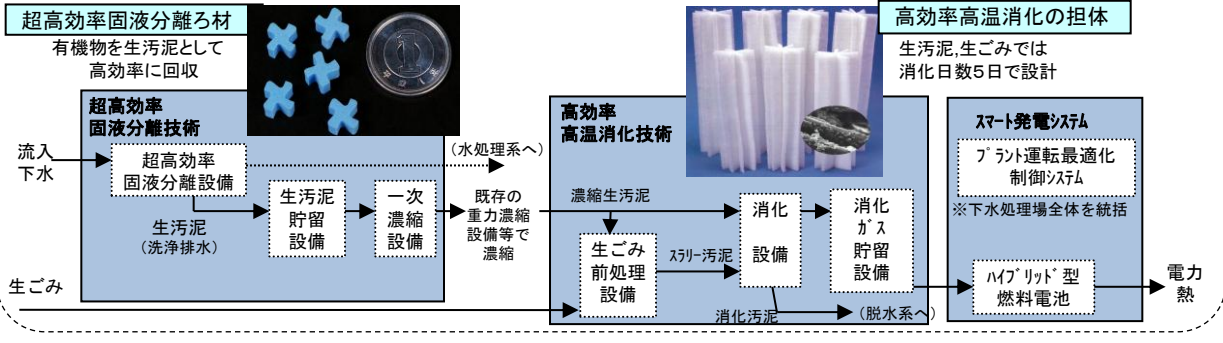 超高効率固液分離ろ材
有機物を生汚泥として
高効率に回収
高効率高温消化の担体
生汚泥,生ごみでは
消化日数5日で設計
超高効率
固液分離技術
流入
下水
超高効率
固液分離設備
(水処理系へ)
生汚泥
(洗浄排水)
生汚泥
貯留
設備
一次
濃縮
設備
既存の
重力濃縮
設備等で
濃縮
生ごみ
高効率
高温消化技術
濃縮生汚泥
生ごみ
前処理
設備
スラリー汚泥
消化
設備
消化
ガス
貯留
設備
消化汚泥
(脱水系へ)
スマート発電システム
プラント運転最適化
制御システム
※下水処理場全体を統括
ハイブリッド型
燃料電池
電力
熱